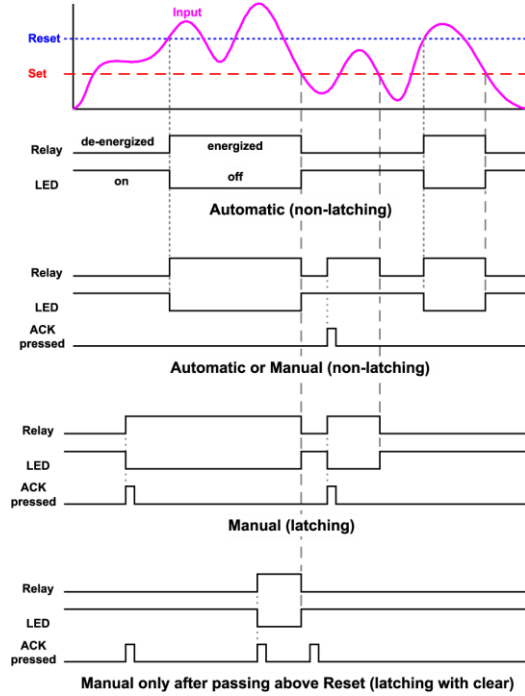 Input
Reset
Set
de-energized energized
Relay
LED
on off
Automatic (non-latching)
Relay
LED
ACK
pressed
Automatic or Manual (non-latching)
Relay
LED
ACK
pressed
Manual (latching)
Relay
LED
ACK
pressed
Manual only after passing above Reset (latching with clear)